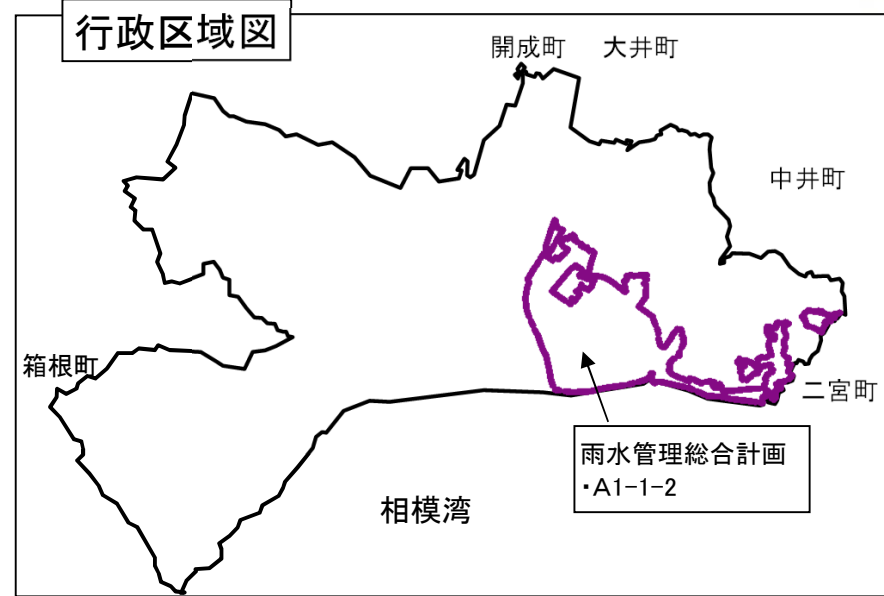 行政区域図
開成町
大井町
中井町
箱根町
二宮町
雨水管理総合計画
・A1-1-2
相模湾